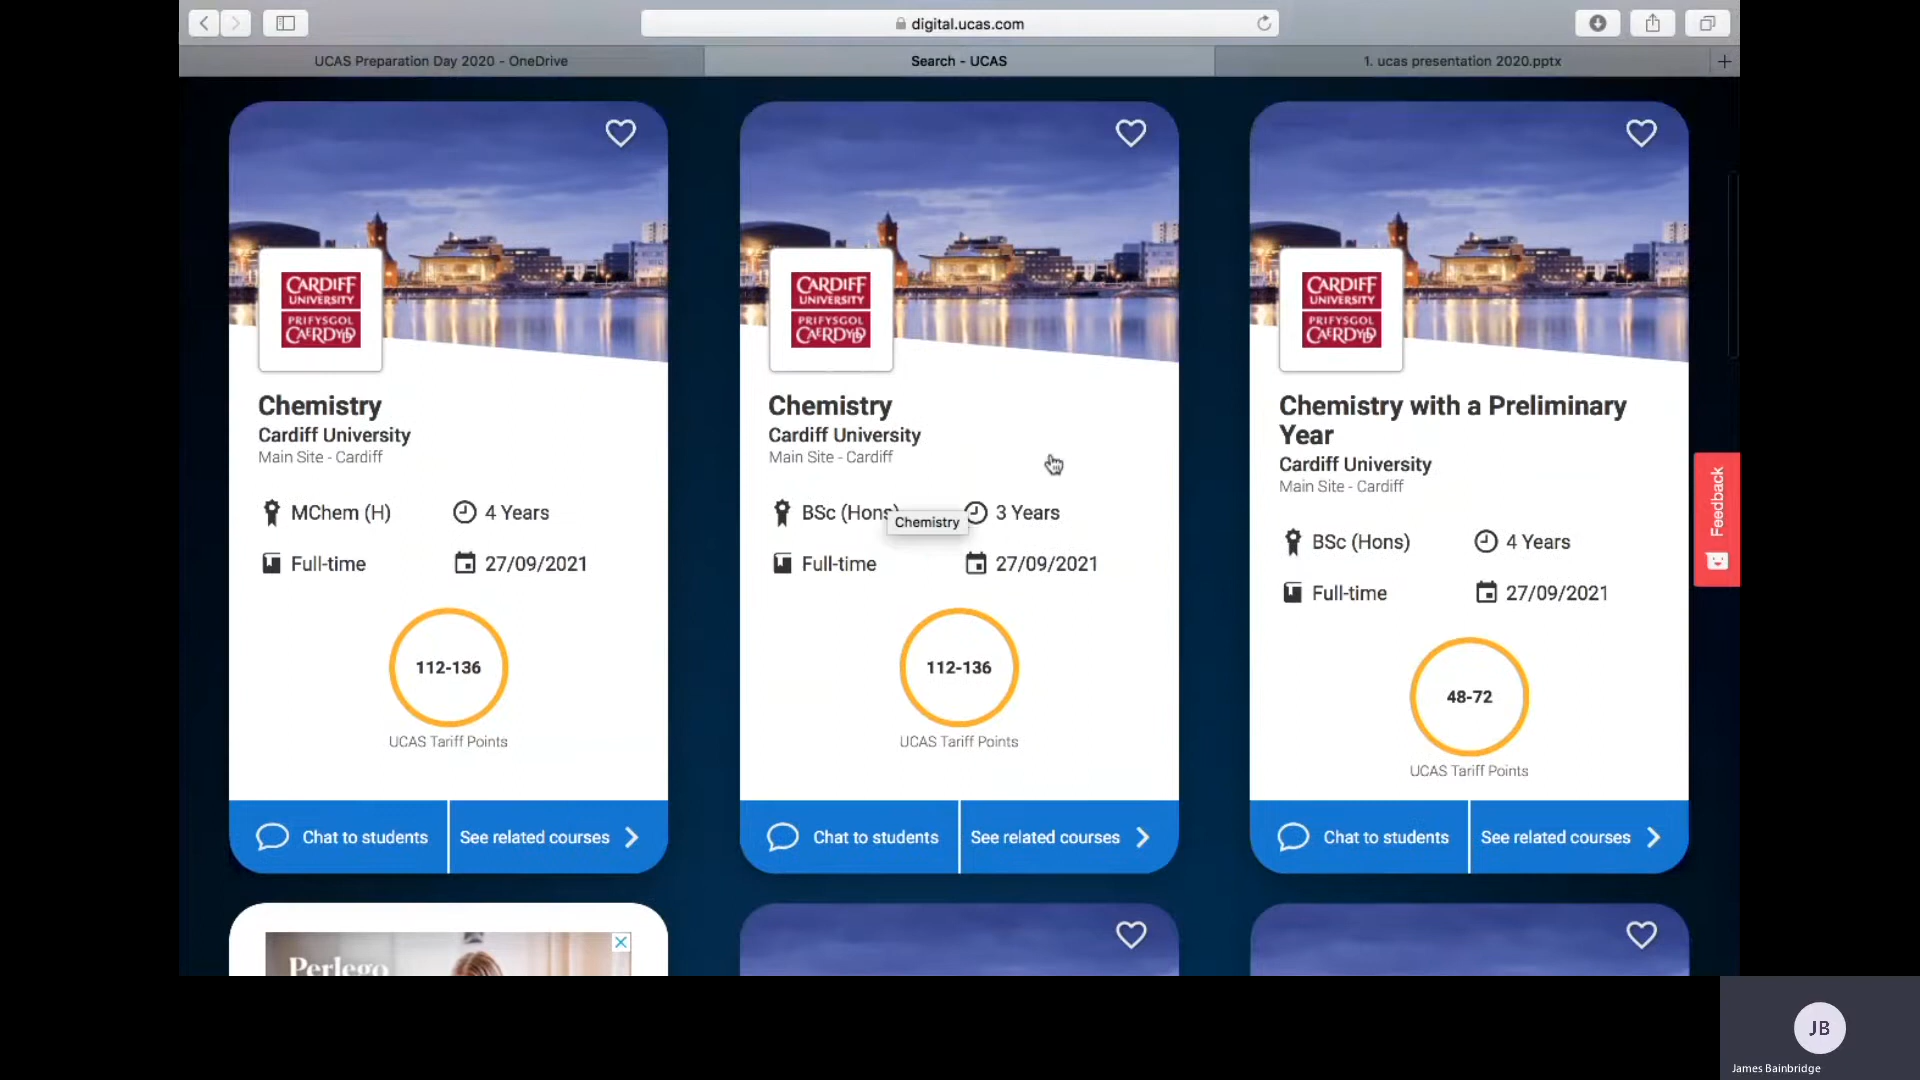 digital.ucas.com
UCAS Preparation Day 2020 - OneDrive
Search - UCAS
1. ucas presentation 2020.pptx
CARDIFF
UNIVERSITY
PRIFYSGOL
CAERDYDD
Chemistry
Cardiff University
Main Site - Cardiff
MChem (H)
4 Years
Full-time
27/09/2021
112-136
UCAS Tariff Points
Chat to students
See related courses
CARDIFF
UNIVERSITY
PRIFYSGOL
CAERDYDD
Chemistry
Cardiff University
Main Site - Cardiff
BSc (Hons)
Chemistry
3 Years
Full-time
27/09/2021
112-136
UCAS Tariff Points
Chat to students
See related courses
CARDIFF
UNIVERSITY
PRIFYSGOL
CAERDYDD
Chemistry with a Preliminary
Year
Cardiff University
Main Site - Cardiff
BSc (Hons)
4 Years
Full-time
27/09/2021
48-72
UCAS Tariff Points
Chat to students
See related courses
Feedback
Perlego
JB
James Bainbridge